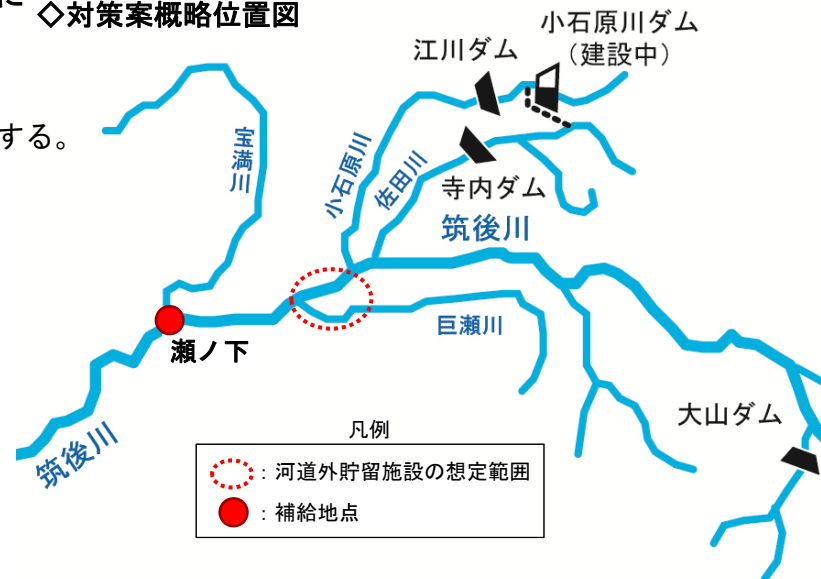 に
◇対策案概略位置図
する。
小石原川ダム
(建設中)
江川ダム
宝満川
小石原川
佐田川
寺内ダム
筑後川
巨瀬川
瀬ノ下
大山ダム
筑後川
凡例
:河道外貯留施設の想定範囲
:補給地点